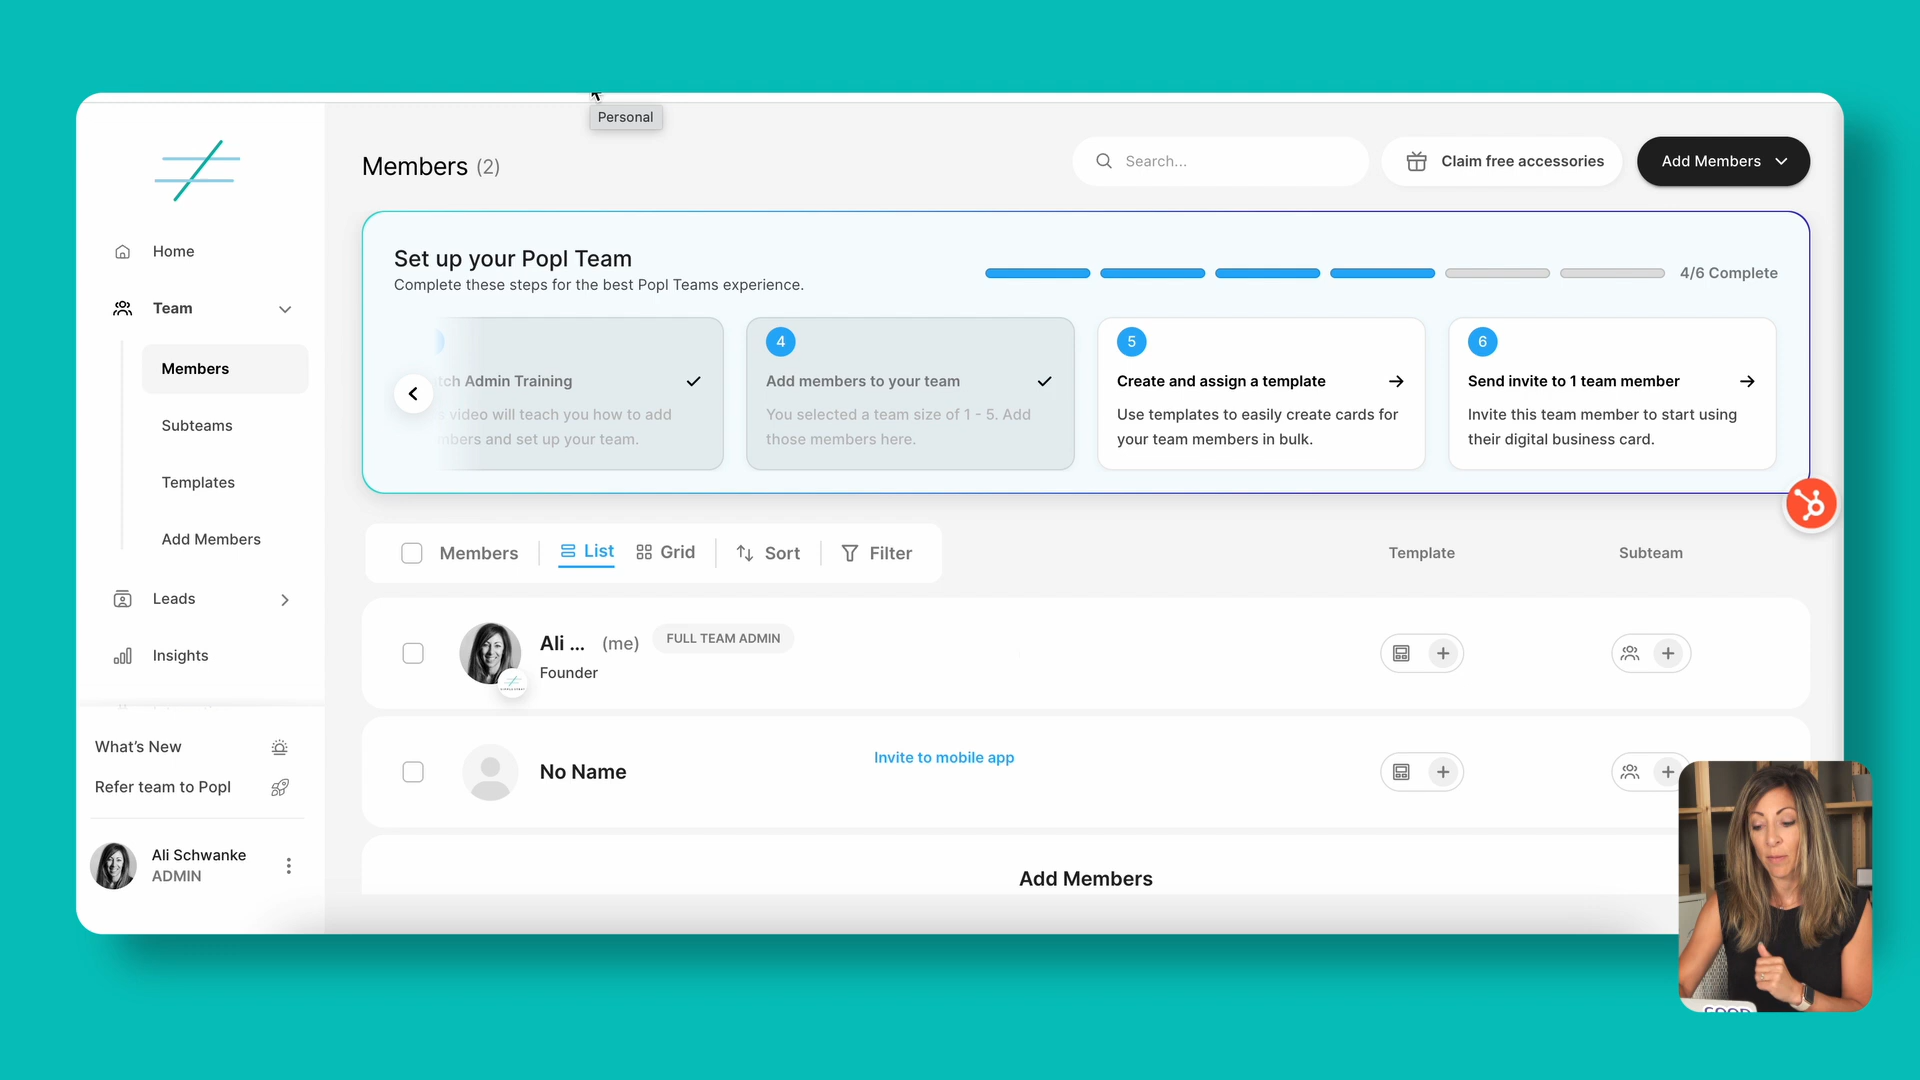 Personal
Members (2)
Search...
Claim free accessories
Add Members
Home
Team
Members
Subteams
Templates
Add Members
Leads
Insights
What's New
Refer team to Popl
Ali Schwanke
ADMIN
Set up your Popl Team
Complete these steps for the best Popl Teams experience.
4/6 Complete
tch Admin Training
video will teach you how to add
mbers and set up your team.
4
Add members to your team
You selected a team size of 1 - 5. Add
those members here.
5
Create and assign a template
Use templates to easily create cards for
your team members in bulk.
6
Send invite to 1 team member
Invite this team member to start using
their digital business card.
Members
List
Grid
Sort
Filter
Template
Subteam
Ali ... (me)
FULL TEAM ADMIN
Founder
No Name
Invite to mobile app
Add Members